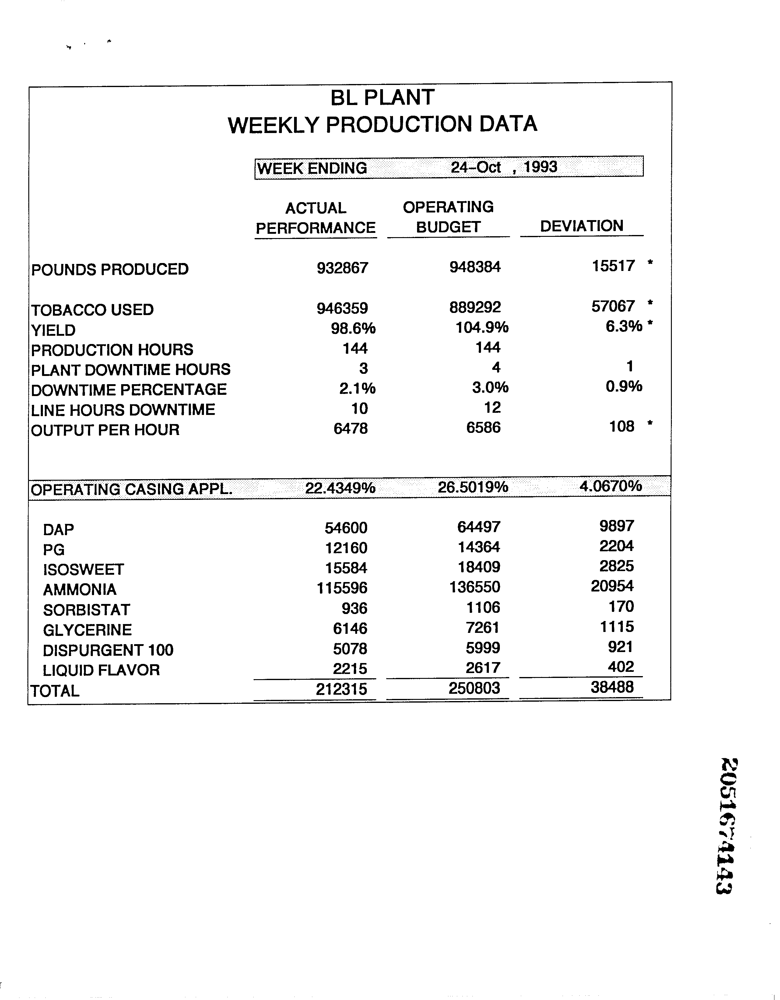 BL PLANT
WEEKLY PRODUCTION DATA
WEEK ENDING 24-Oct , 1993
ACTUAL OPERATING
PERFORMANCE BUDGET DEVIATION
POUNDS PRODUCED 932867 948384 15517 *
TOBACCO USED 946359 889292 57067 *
YIELD 98.6% 104.9% 6.3% *
PRODUCTION HOURS 144 144
PLANT DOWNTIME HOURS 3 4 1
DOWNTIME PERCENTAGE 2.1% 3.0% 0.9%
LINE HOURS DOWNTIME 10 12
OUTPUT PER HOUR 6478 6586 108 *
OPERATING CASING APPL. 22.4349% 26.5019% 4.0670%
DAP 54600 64497 9897
PG 12160 14364 2204
ISOSWEET 15584 18409 2825
AMMONIA 115596 136550 20954
SORBISTAT 936 1106 170
GLYCERINE 6146 7261 1115
DISPURGENT 100 5078 5999 921
LIQUID FLAVOR 2215 2617 402
TOTAL 212315 250803 38488
2051674143